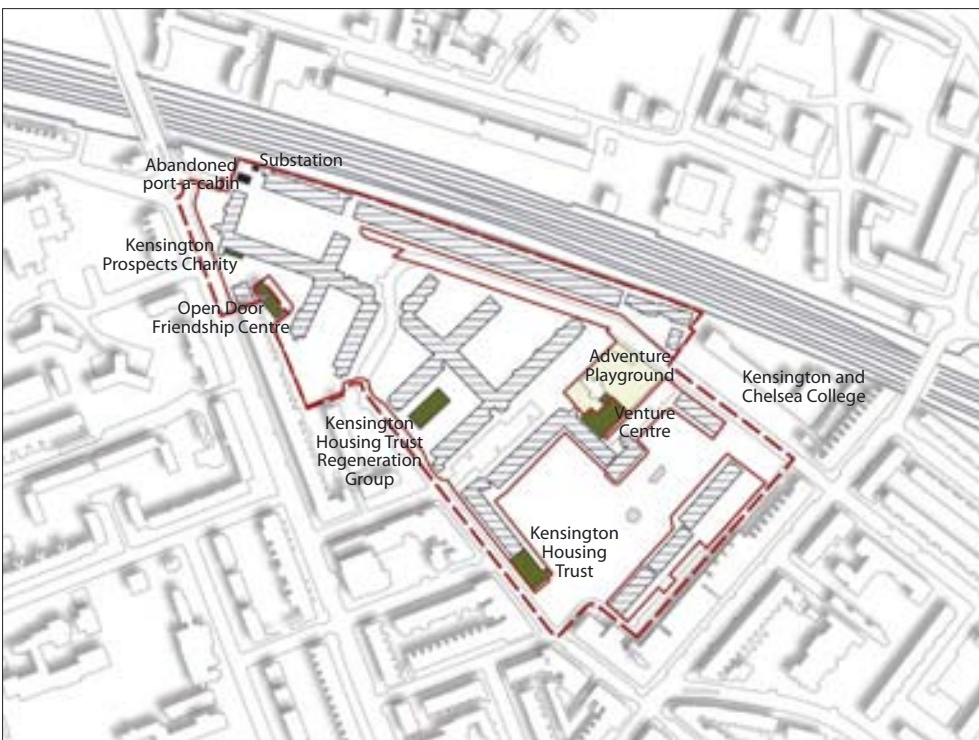 Substation
Abandoned
port-a-cabin
Kensington
Prospects Charity
Open Door
Friendship Centre
Adventure
Playground
Kensington and
Chelsea College
Venture
Centre
Kensington
Housing Trust
Regeneration
Group
Kensington
Housing
Trust